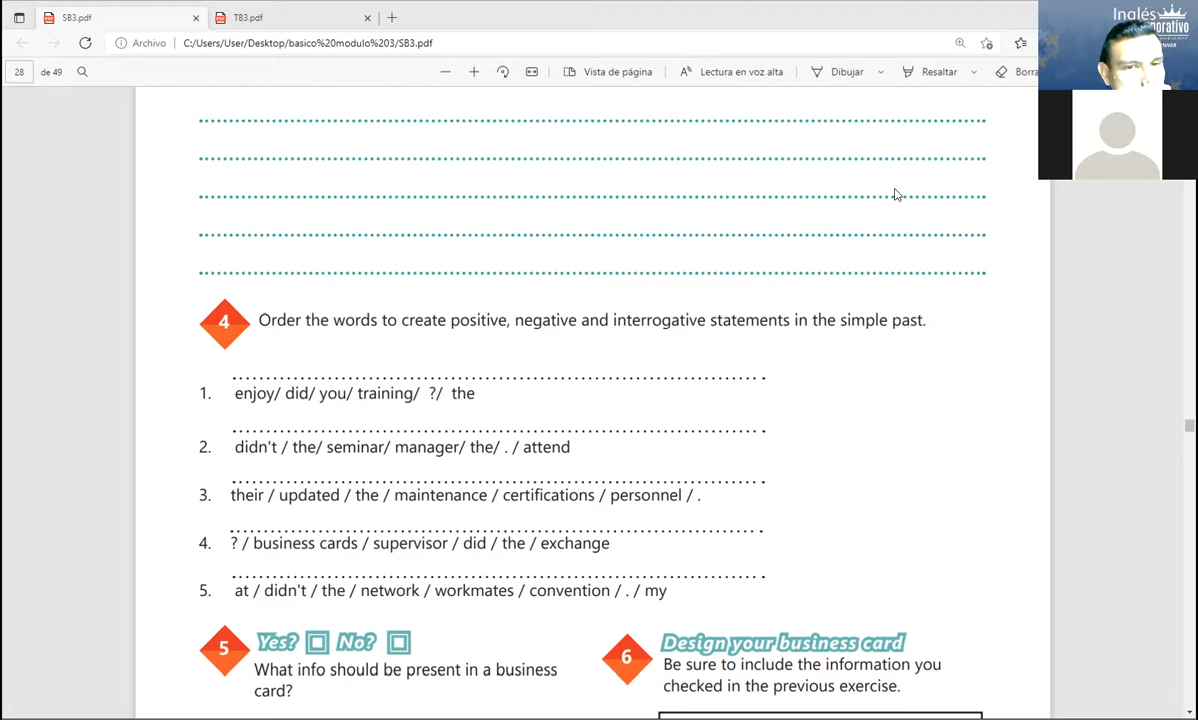 SB3.pdf
TB3.pdf
Archivo
C:/Users/User/Desktop/basico%20modulo%203/SB3.pdf
28
de 49
Vista de página
Lectura en voz alta
Dibujar
Resaltar
Borra
Inglés
4
Order the words to create positive, negative and interrogative statements in the simple past.
1. enjoy/ did/ you/ training/ ?/ the
2. didn't / the/ seminar/ manager/ the/ . / attend
3. their / updated / the / maintenance / certifications / personnel / .
4. ? / business cards / supervisor / did / the / exchange
5. at / didn't / the / network / workmates / convention / . / my
5
Yes? No?
What info should be present in a business
card?
6
Design your business card
Be sure to include the information you
checked in the previous exercise.